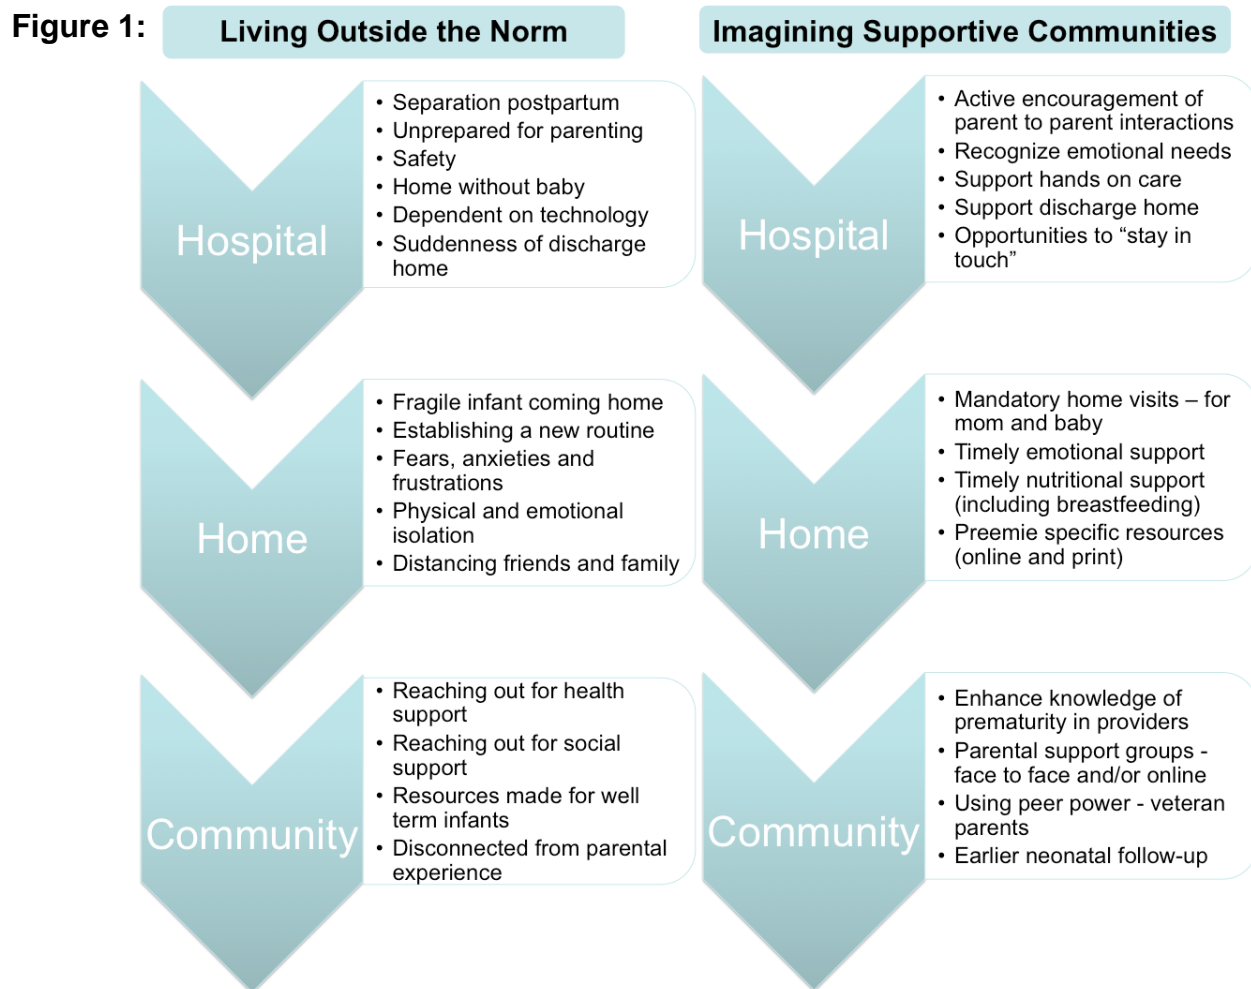 Figure 1:
Living Outside the Norm
Hospital
• Separation postpartum
• Unprepared for parenting
• Safety
• Home without baby
• Dependent on technology
• Suddenness of discharge
home
Home
• Fragile infant coming home
• Establishing a new routine
• Fears, anxieties and
frustrations
• Physical and emotional
isolation
• Distancing friends and family
Community
• Reaching out for health
support
• Reaching out for social
support
• Resources made for well
term infants
• Disconnected from parental
experience
Imagining Supportive Communities
Hospital
• Active encouragement of
parent to parent interactions
• Recognize emotional needs
• Support hands on care
• Support discharge home
• Opportunities to “stay in
touch”
Home
• Mandatory home visits – for
mom and baby
• Timely emotional support
• Timely nutritional support
(including breastfeeding)
• Preemie specific resources
(online and print)
Community
• Enhance knowledge of
prematurity in providers
• Parental support groups -
face to face and/or online
• Using peer power - veteran
parents
• Earlier neonatal follow-up